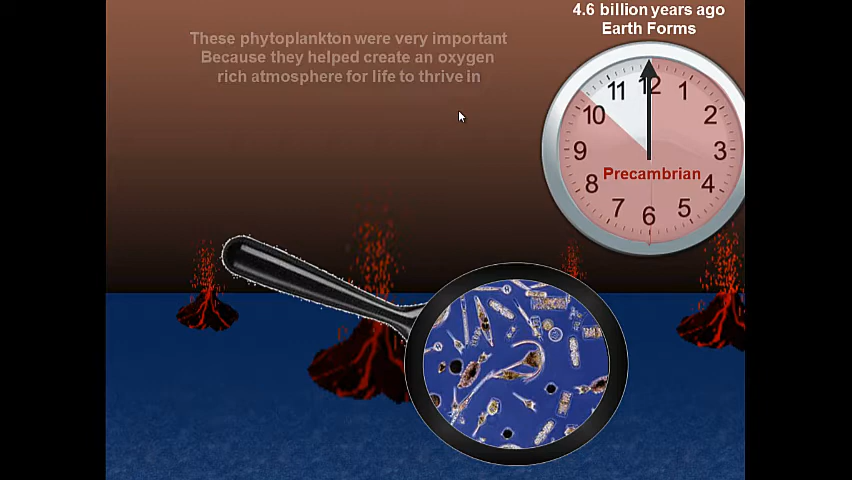 4.6 billion years ago
Earth Forms
These phytoplankton were very important
Because they helped create an oxygen
rich atmosphere for life to thrive in
12
11
1
10
2
9
3
Precambrian
8
4
7
5
6